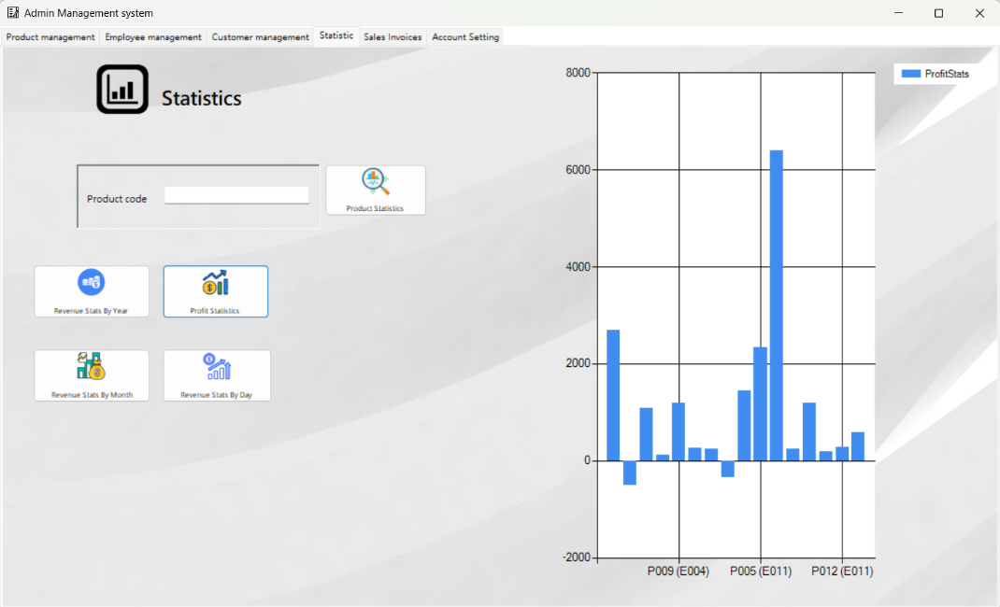 Admin Management system
Product management Employee management Customer management Statistic Sales Invoices Account Setting
Statistics
Product code
Product Statistics
Revenue Stats By Year
Profit Statistics
Revenue Stats By Month
Revenue Stats By Day
8000
6000
4000
2000
0
-2000
P009 (E004) P005 (E011) P012 (E011)
ProfitStats